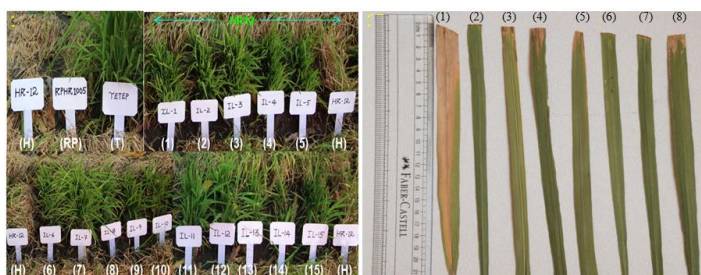 HR-12
RPHR1005
TETEP
(H) (RP) (T)
IL-1 IL-2 IL-3 IL-4 IL-5 HR-12
(1) (2) (3) (4) (5) (H)
HR-12 IL-6 IL-7 IL-8 IL-9 IL-10 IL-11 IL-12 IL-13 IL-14 IL-15 HR-12
(H) (6) (7) (8) (9) (10) (11) (12) (13) (14) (15) (H)
(1) (2) (3) (4) (5) (6) (7) (8)
FABER-CASTELL